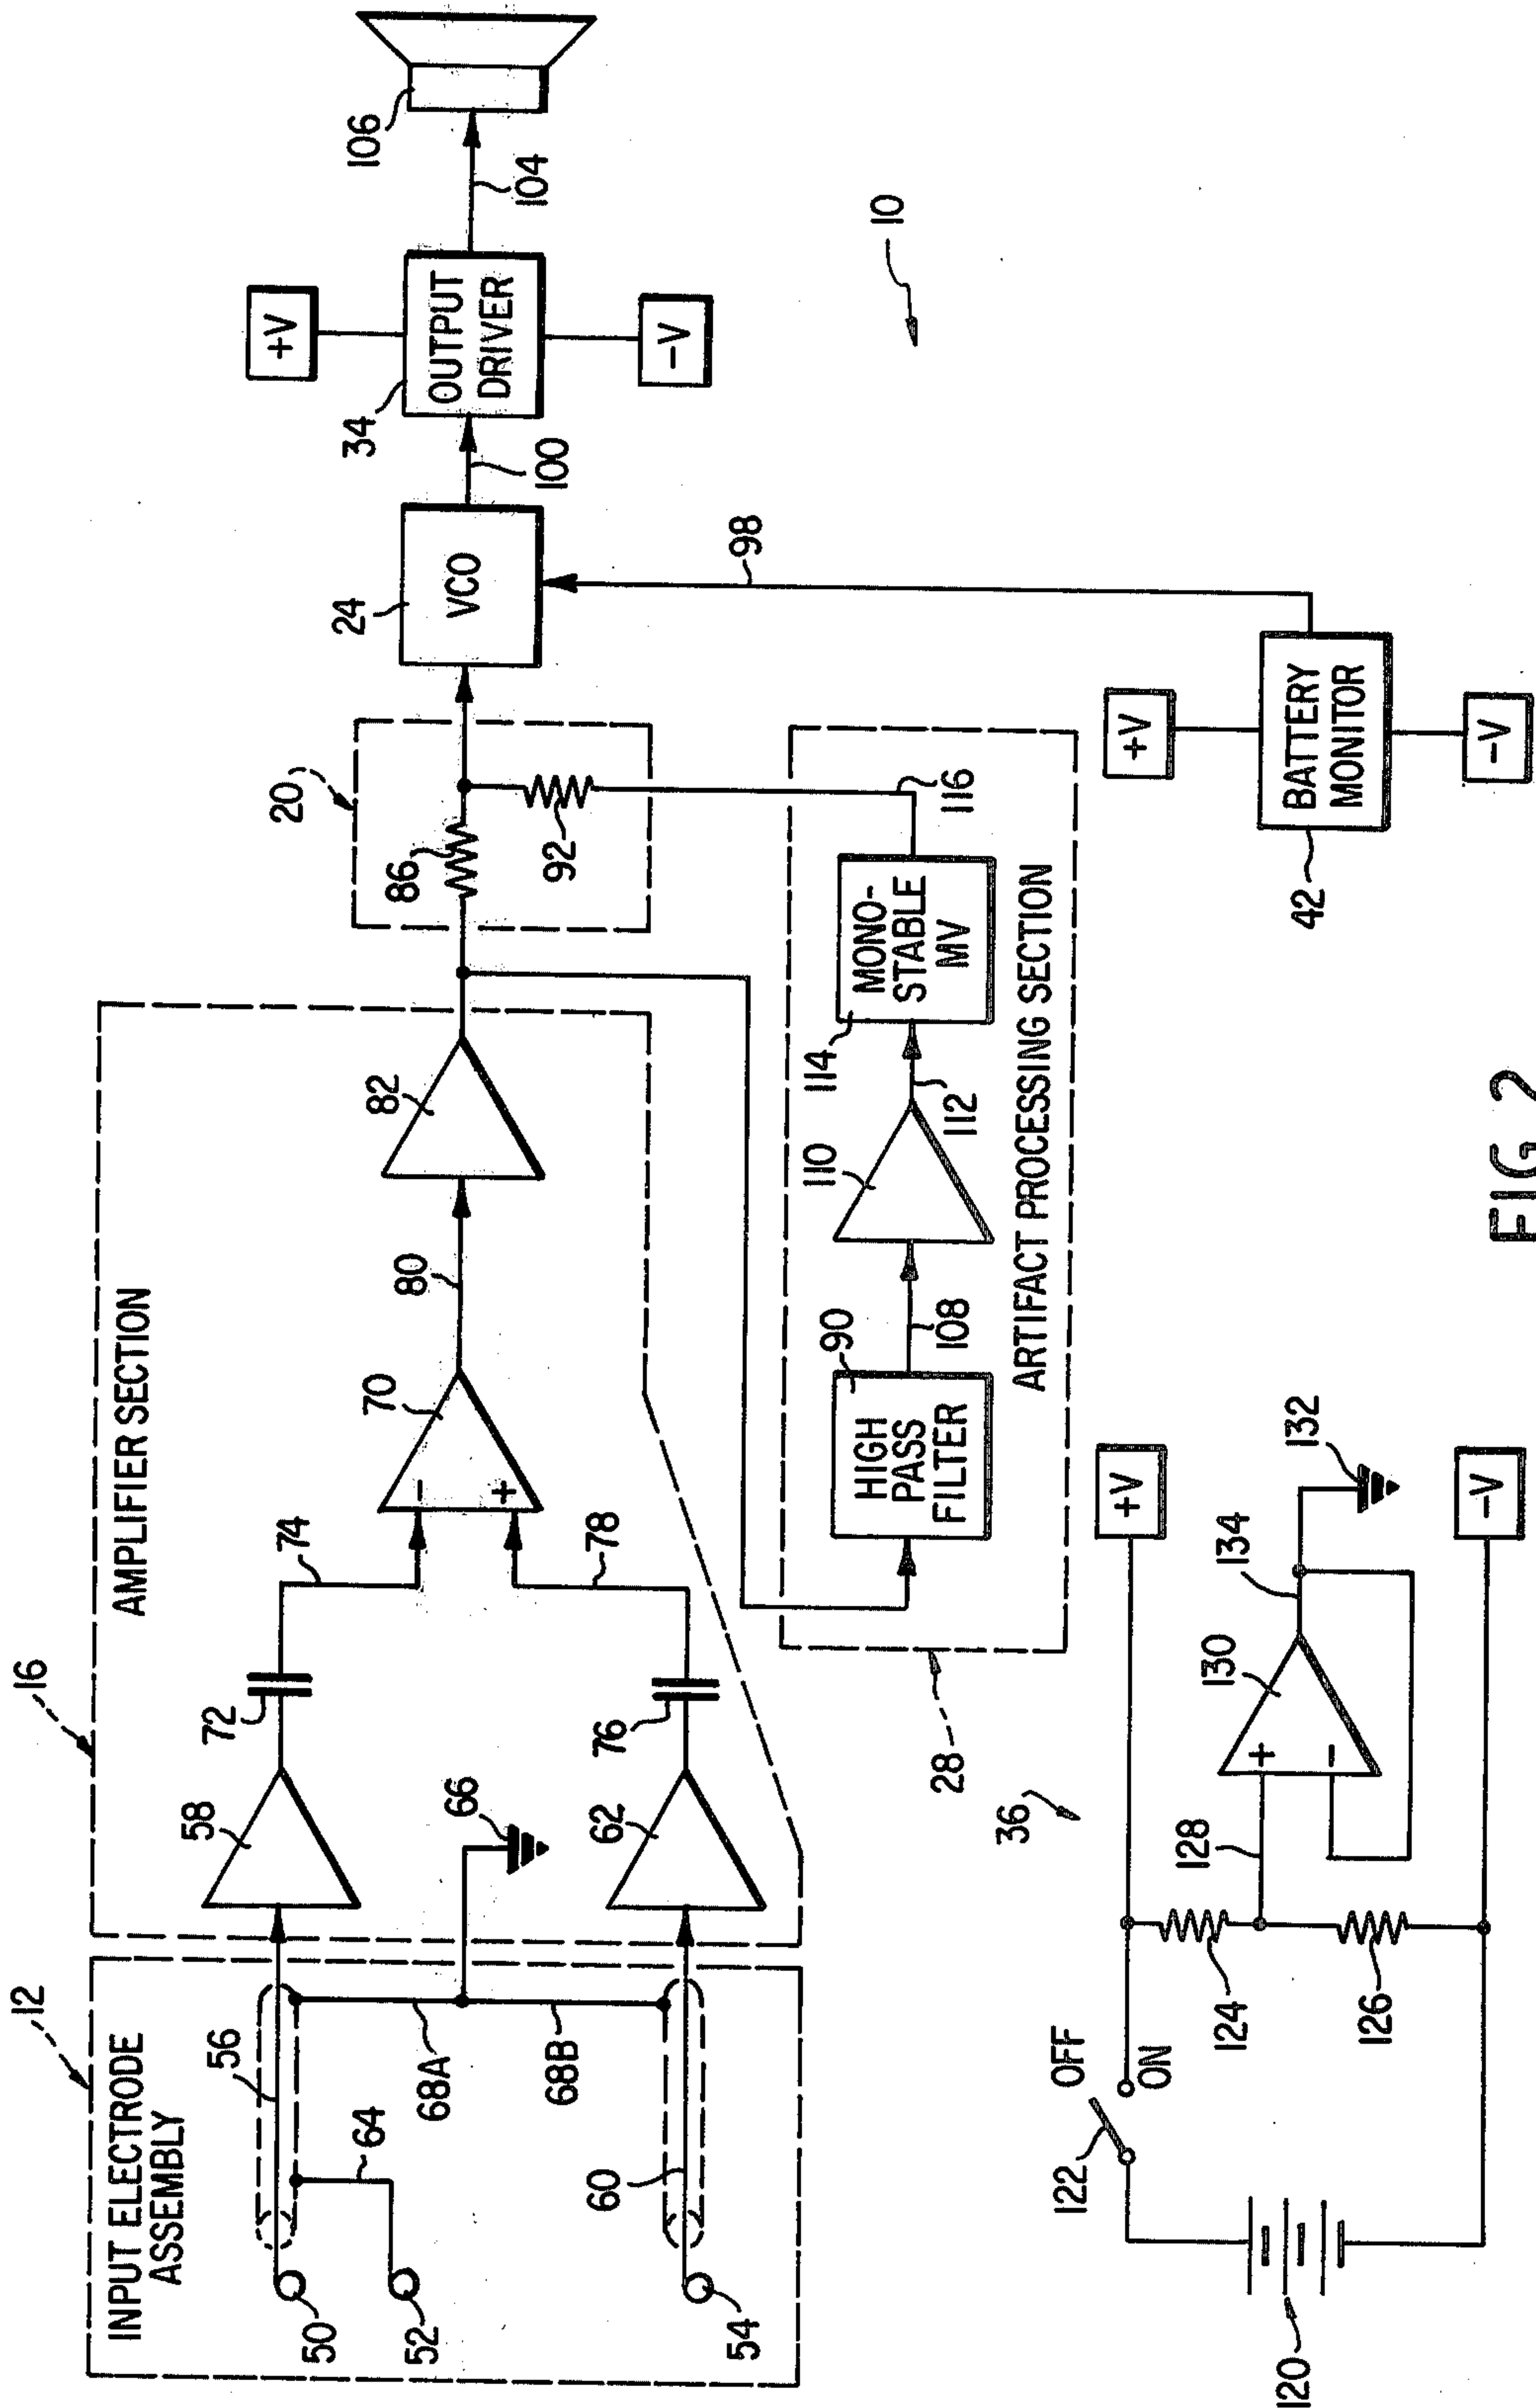 12
INPUT ELECTRODE
ASSEMBLY
50
52
54
56
64
60
68A
68B
66
16
AMPLIFIER SECTION
58
62
72
76
74
78
70
-
+
80
82
20
86
92
24
VCO
98
100
34
OUTPUT
DRIVER
+V
-V
104
106
10
28
HIGH
PASS
FILTER
90
108
110
112
114
MONO-
STABLE
MV
116
ARTIFACT PROCESSING SECTION
36
120
122
OFF
ON
124
126
128
130
+
-
134
132
+V
-V
42
BATTERY
MONITOR
+V
-V
FIG 2